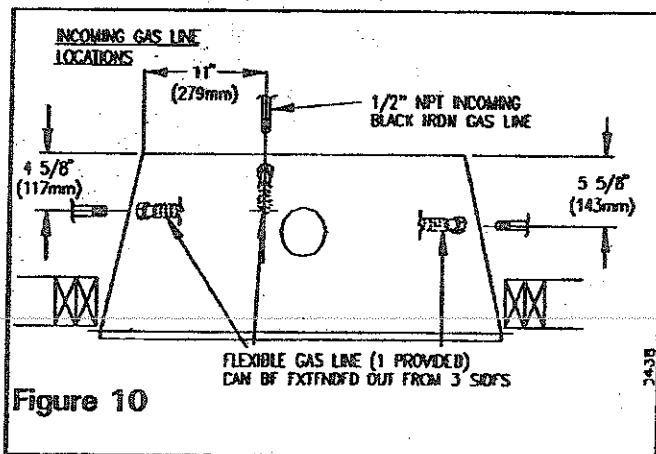 INCOMING GAS LINE
LOCATIONS
11"
(279mm)
1/2" NPT INCOMING
BLACK IRON GAS LINE
4 5/8"
(117mm)
5 5/8"
(143mm)
FLEXIBLE GAS LINE (1 PROVIDED)
CAN BE EXTENDED OUT FROM 3 SIDES
Figure 10